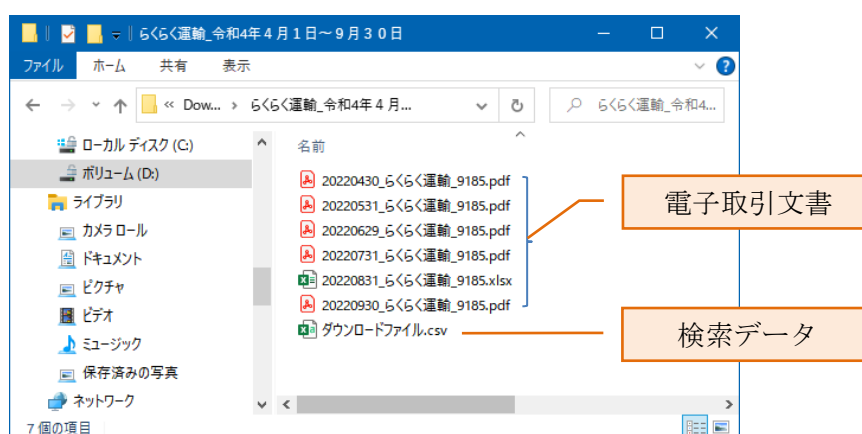 らくらく運輸_令和4年４月１日～９月３０日
ファイル ホーム 共有 表示
« Dow... › らくらく運輸_令和4年４月... らくらく運輸_令和4...
ローカル ディスク (C:)
ボリューム (D:)
ライブラリ
カメラ ロール
ドキュメント
ピクチャ
ビデオ
ミュージック
保存済みの写真
ネットワーク
名前
20220430_らくらく運輸_9185.pdf
20220531_らくらく運輸_9185.pdf
20220629_らくらく運輸_9185.pdf
20220731_らくらく運輸_9185.pdf
20220831_らくらく運輸_9185.xlsx
20220930_らくらく運輸_9185.pdf
ダウンロードファイル.csv
電子取引文書
検索データ
7 個の項目